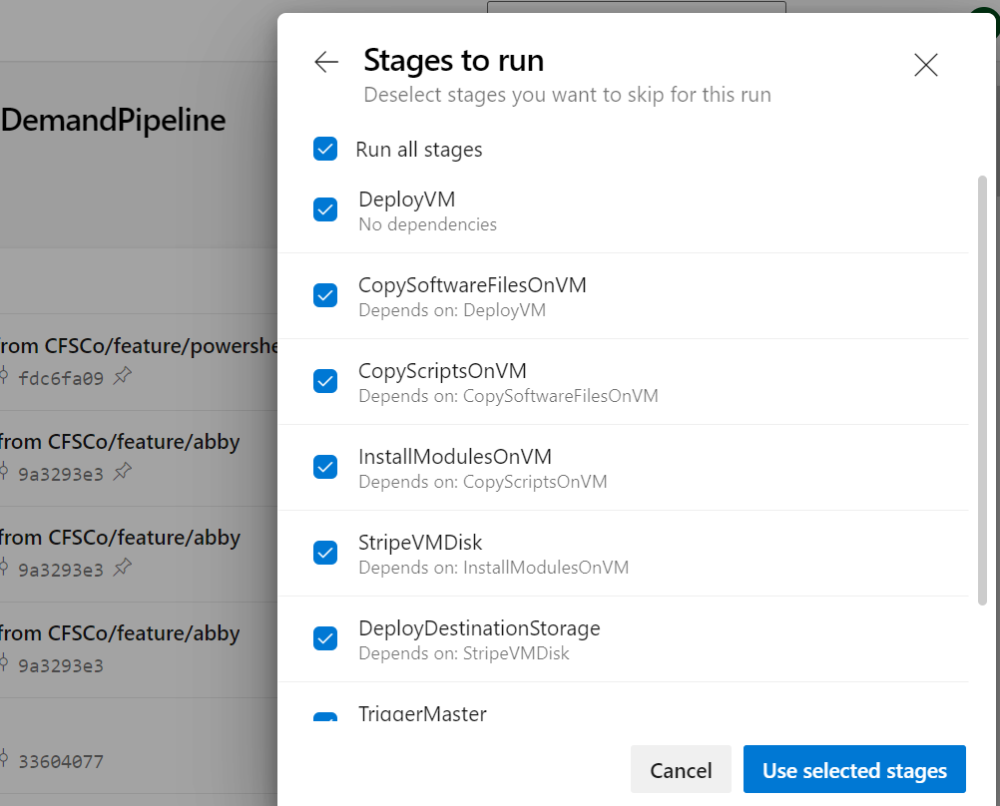 Stages to run
Deselect stages you want to skip for this run
DemandPipeline
Run all stages
DeployVM
No dependencies
CopySoftwareFilesOnVM
Depends on: DeployVM
from CFSCo/feature/powershe
fdc6fa09
CopyScriptsOnVM
Depends on: CopySoftwareFilesOnVM
from CFSCo/feature/abby
9a3293e3
InstallModulesOnVM
Depends on: CopyScriptsOnVM
from CFSCo/feature/abby
9a3293e3
StripeVMDisk
Depends on: InstallModulesOnVM
from CFSCo/feature/abby
9a3293e3
DeployDestinationStorage
Depends on: StripeVMDisk
TriggerMaster
33604077
Cancel
Use selected stages